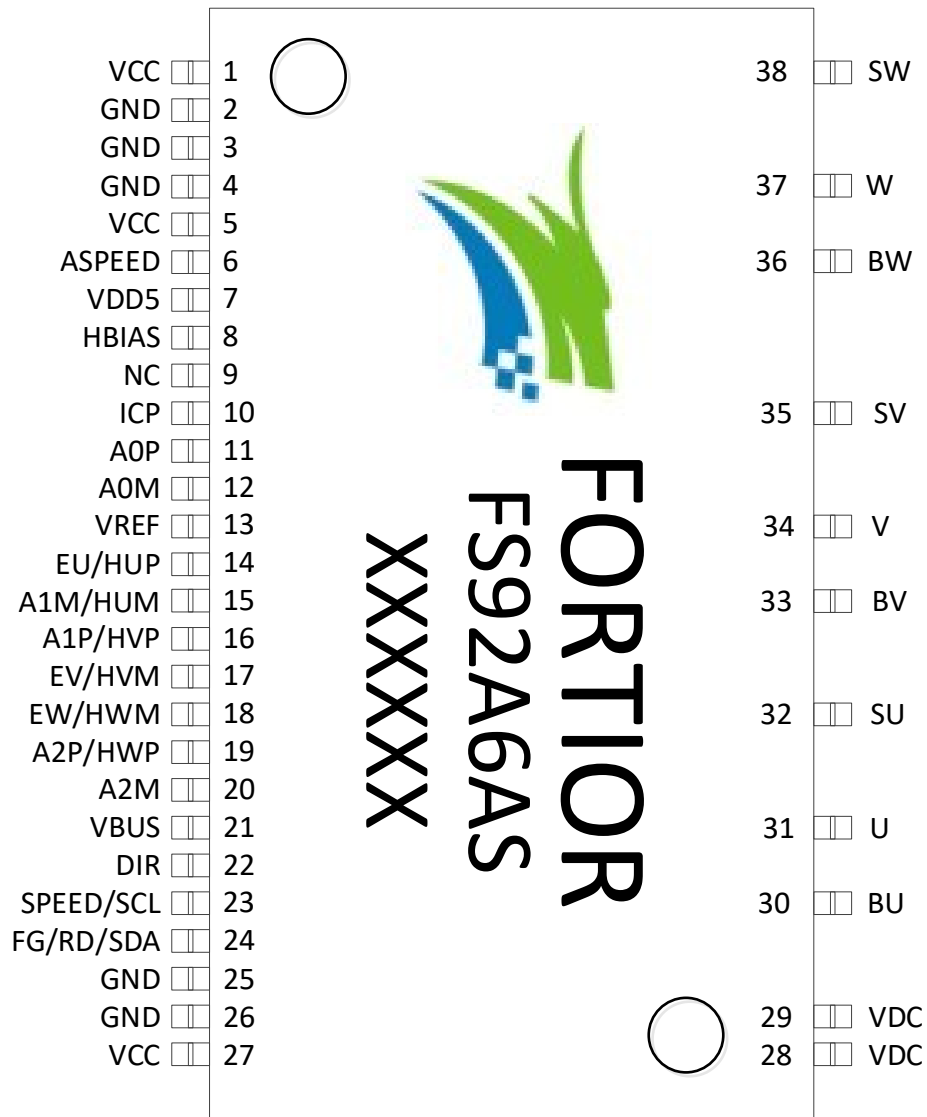 VCC 1
GND 2
GND 3
GND 4
VCC 5
ASPEED 6
VDD5 7
HBIAS 8
NC 9
ICP 10
A0P 11
A0M 12
VREF 13
EU/HUP 14
A1M/HUM 15
A1P/HVP 16
EV/HVM 17
EW/HWM 18
A2P/HWP 19
A2M 20
VBUS 21
DIR 22
SPEED/SCL 23
FG/RD/SDA 24
GND 25
GND 26
VCC 27
FORTIOR
FS92A6AS
XXXXXX
38 SW
37 W
36 BW
35 SV
34 V
33 BV
32 SU
31 U
30 BU
29 VDC
28 VDC